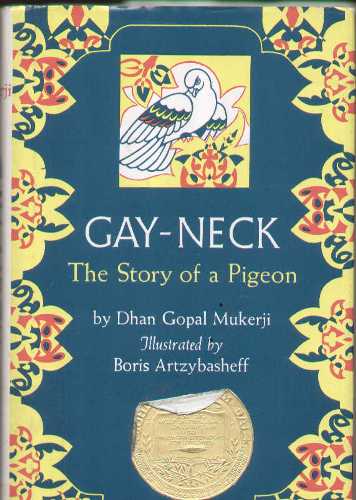 GAY-NECK
The Story of a Pigeon
by Dhan Gopal Mukerji
Illustrated by
Boris Artzybasheff